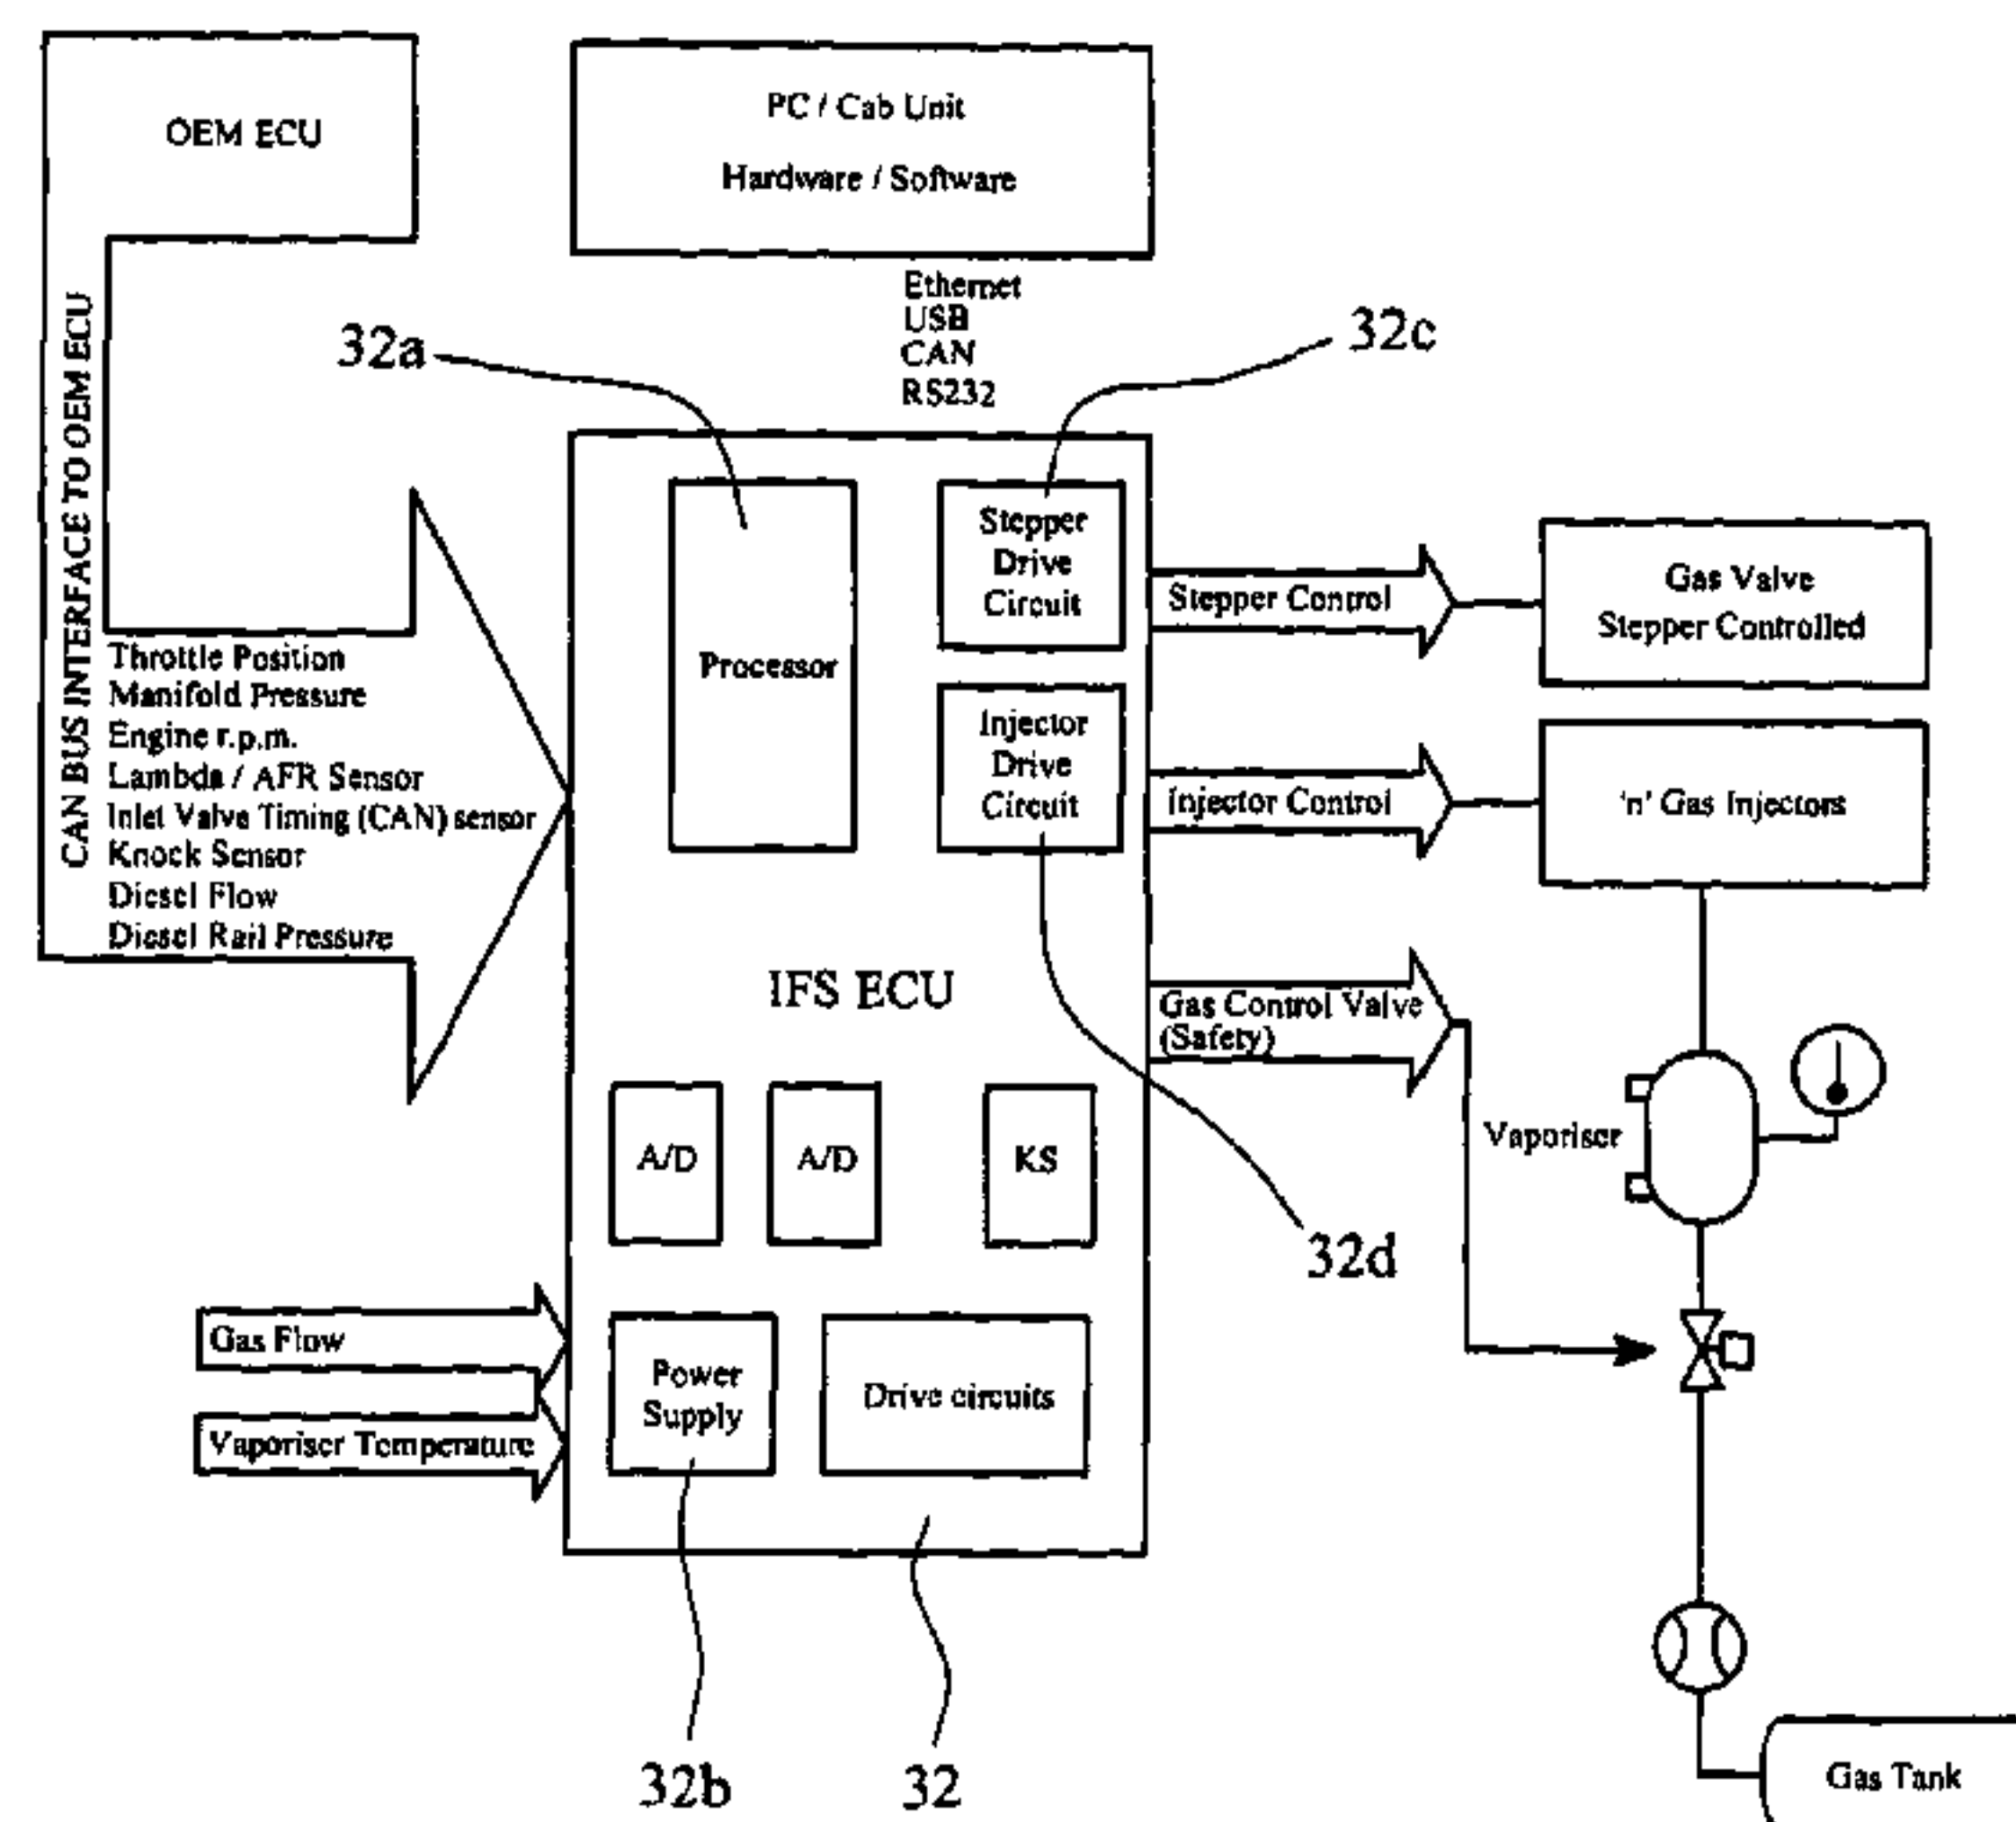 OEM ECU
PC / Cab Unit
Hardware / Software
Ethernet
USB
CAN
RS232
32a
32c
CAN BUS INTERFACE TO OEM ECU
Throttle Position
Manifold Pressure
Engine r.p.m.
Lambda / AFR Sensor
Inlet Valve Timing (CAN) sensor
Knock Sensor
Diesel Flow
Diesel Rail Pressure
Processor
Stepper
Drive
Circuit
Injector
Drive
Circuit
IFS ECU
Stepper Control
Gas Valve
Stepper Controlled
Injector Control
'n' Gas Injectors
Gas Control Valve
(Safety)
A/D
A/D
KS
Vaporiser
32d
Gas Flow
Vaporiser Temperature
Power
Supply
Drive circuits
32b
32
Gas Tank